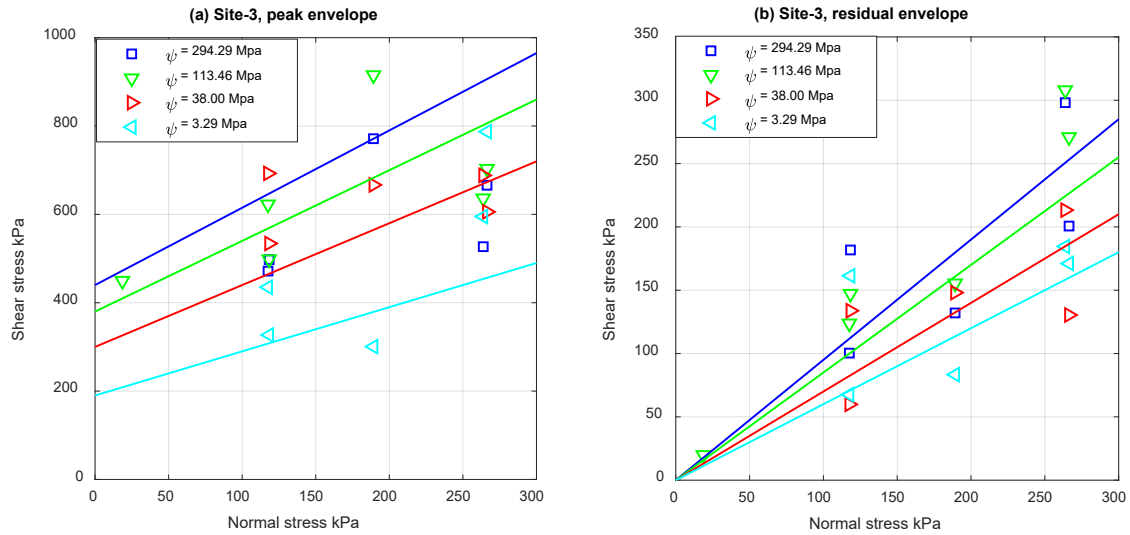 (a) Site-3, peak envelope
1000
800
600
400
200
0
Shear stress kPa
ψ = 294.29 Mpa
ψ = 113.46 Mpa
ψ = 38.00 Mpa
ψ = 3.29 Mpa
0 50 100 150 200 250 300
Normal stress kPa
(b) Site-3, residual envelope
350
300
250
200
150
100
50
0
Shear stress kPa
ψ = 294.29 Mpa
ψ = 113.46 Mpa
ψ = 38.00 Mpa
ψ = 3.29 Mpa
0 50 100 150 200 250 300
Normal stress kPa